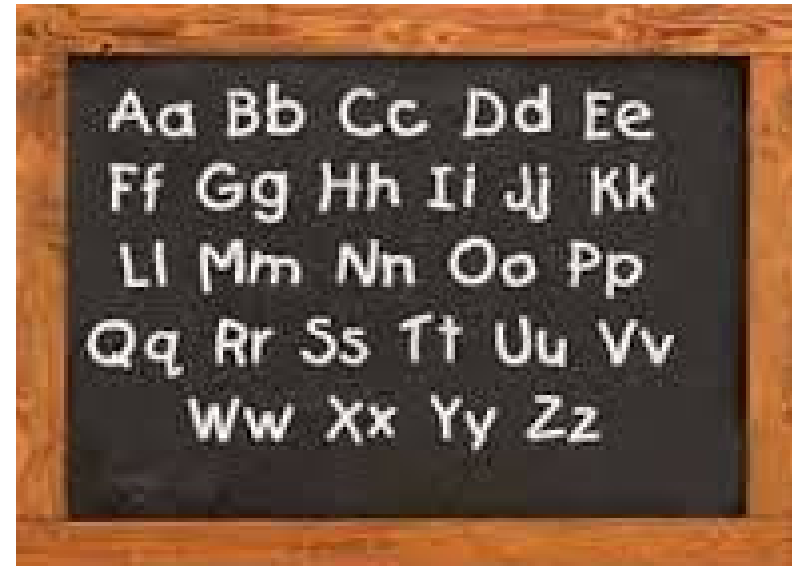 Aa Bb Cc Dd Ee
Ff Gg Hh Ii Jj Kk
Ll Mm Nn Oo Pp
Qq Rr Ss Tt Uu Vv
Ww Xx Yy Zz